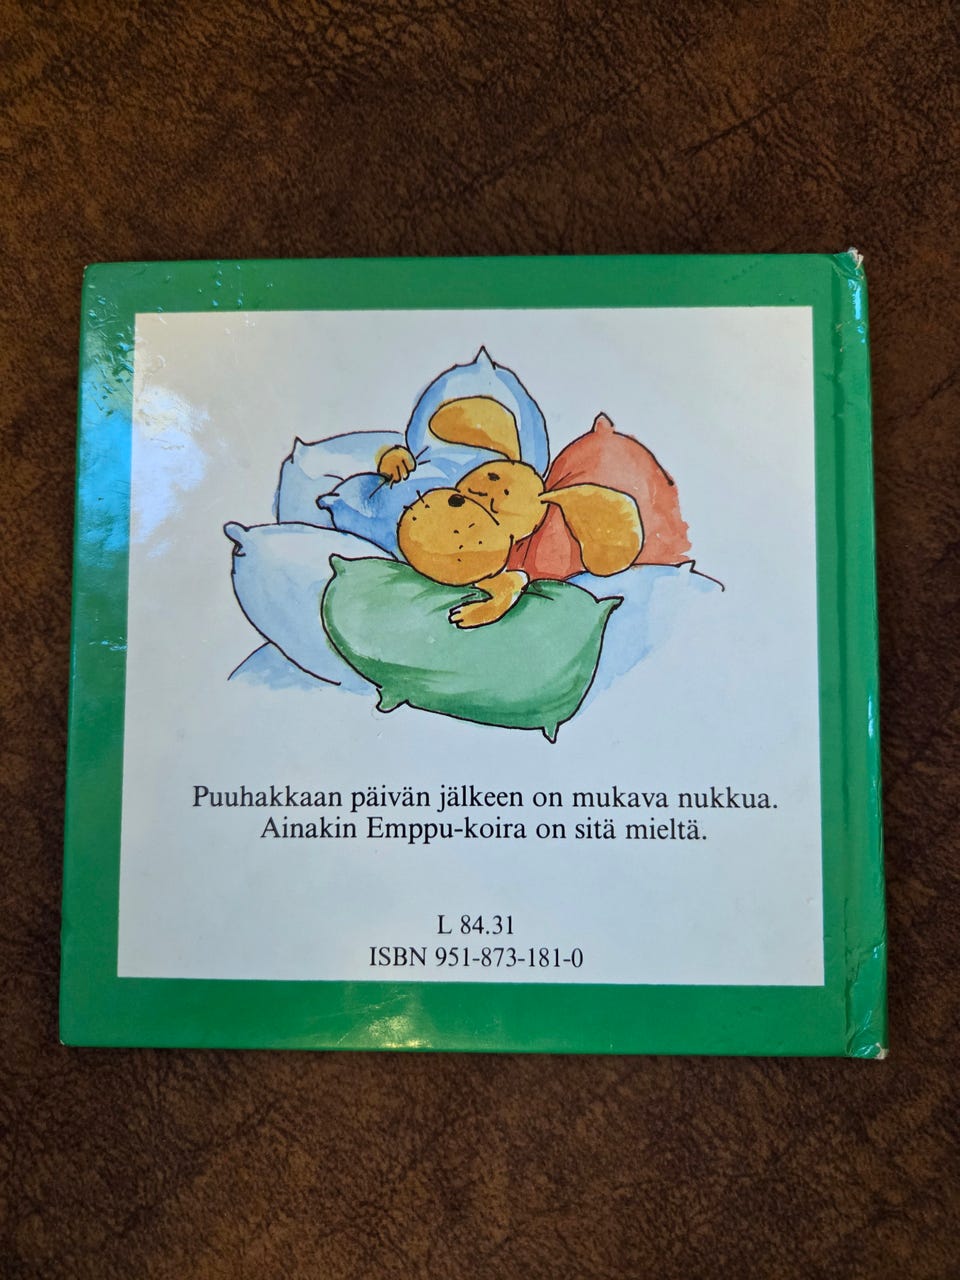 Puuhakkaan päivän jälkeen on mukava nukkua.
Ainakin Emppu-koira on sitä mieltä.
L 84.31
ISBN 951-873-181-0